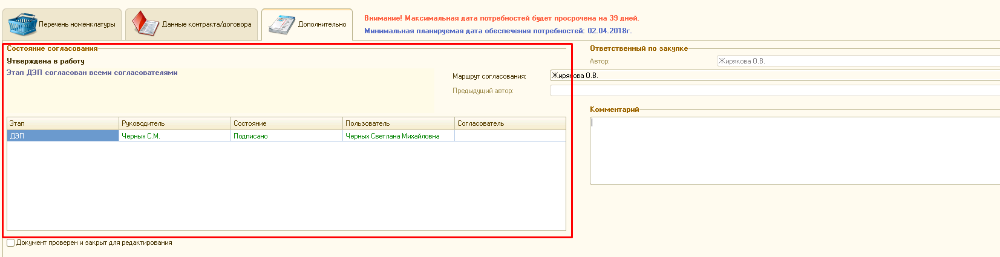 Перечень номенклатуры
Данные контракта/договора
Дополнительно
Внимание! Максимальная дата потребностей будет просрочена на 39 дней.
Минимальная планируемая дата обеспечения потребностей: 02.04.2018г.
Состояние согласования
Утверждена в работу
Этап ДЭП согласован всеми согласователями
Маршрут согласования: Жирякова О.В.
Предыдущий автор:
Этап Руководитель Состояние Пользователь Согласователь
ДЭП Черных С.М. Подписано Черных Светлана Михайловна
Документ проверен и закрыт для редактирования
Ответственный по закупке
Автор: Жирякова О.В.
Комментарий